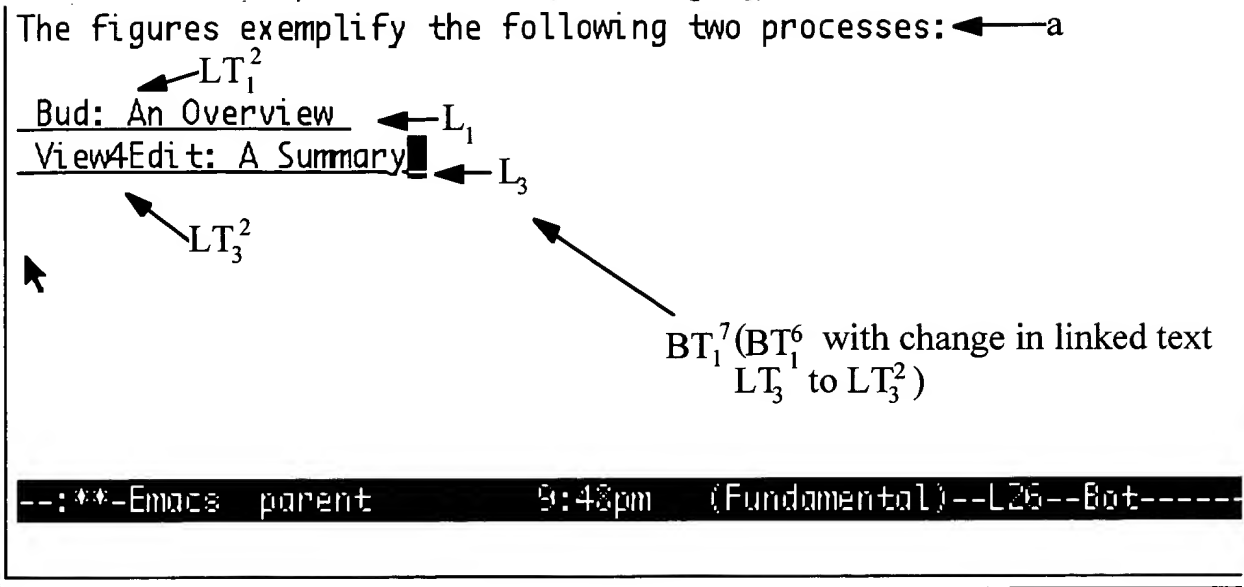 The figures exemplify the following two processes: a
LT₁²
Bud: An Overview L₁
View4Edit: A Summary L₃
LT₃²
BT₁⁷(BT₁⁶ with change in linked text
LT₃¹ to LT₃²)
--:**-Emacs parent 9:48pm (Fundamental)--L26--Bot------